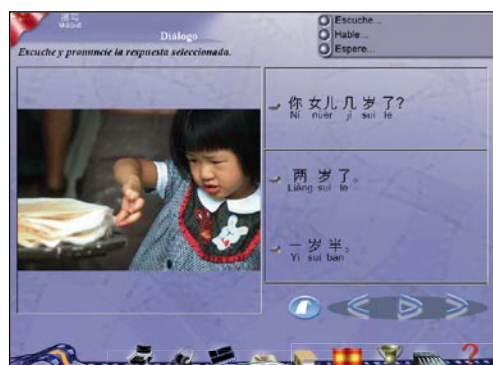 Diálogo
Escuche y pronuncie la respuesta seleccionada.
Escuche...
Hable...
Espere...
你女儿几岁了?
Nǐ nüér jǐ suì le
两岁了。
Liǎng suì le
一岁半。
Yí suì bàn
?